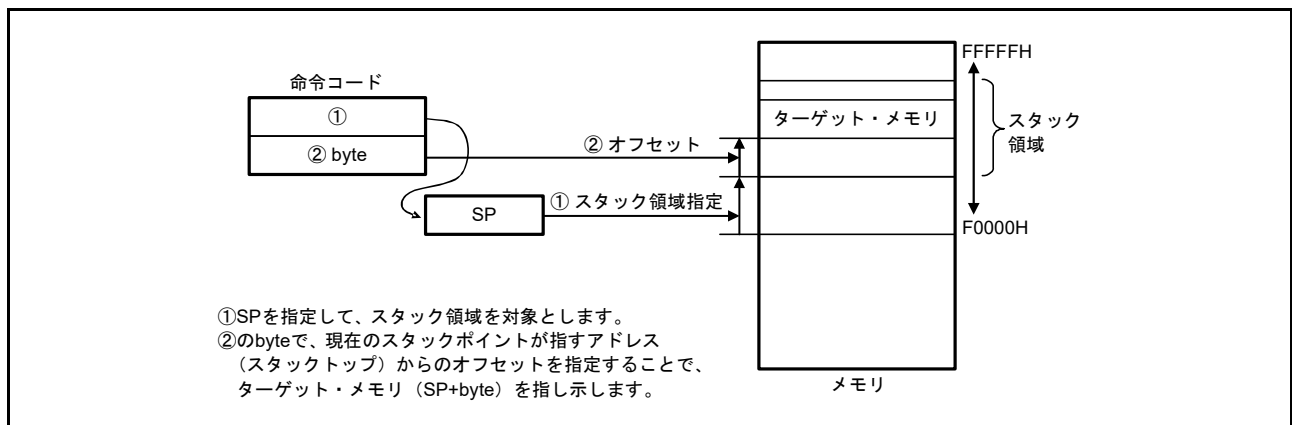 命令コード
①
② byte
SP
② オフセット
① スタック領域指定
FFFFFH
ターゲット・メモリ
スタック
領域
F0000H
メモリ
①SPを指定して、スタック領域を対象とします。
②のbyteで、現在のスタックポイントが指すアドレス
（スタックトップ）からのオフセットを指定することで、
ターゲット・メモリ（SP+byte）を指し示します。